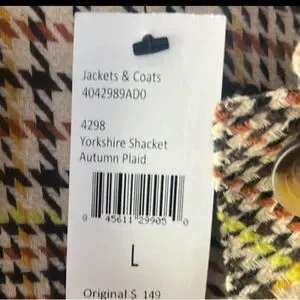 Jackets & Coats
4042989AD0
4298
Yorkshire Shacket
Autumn Plaid
8 45611 29905 0
L
Original $ 149